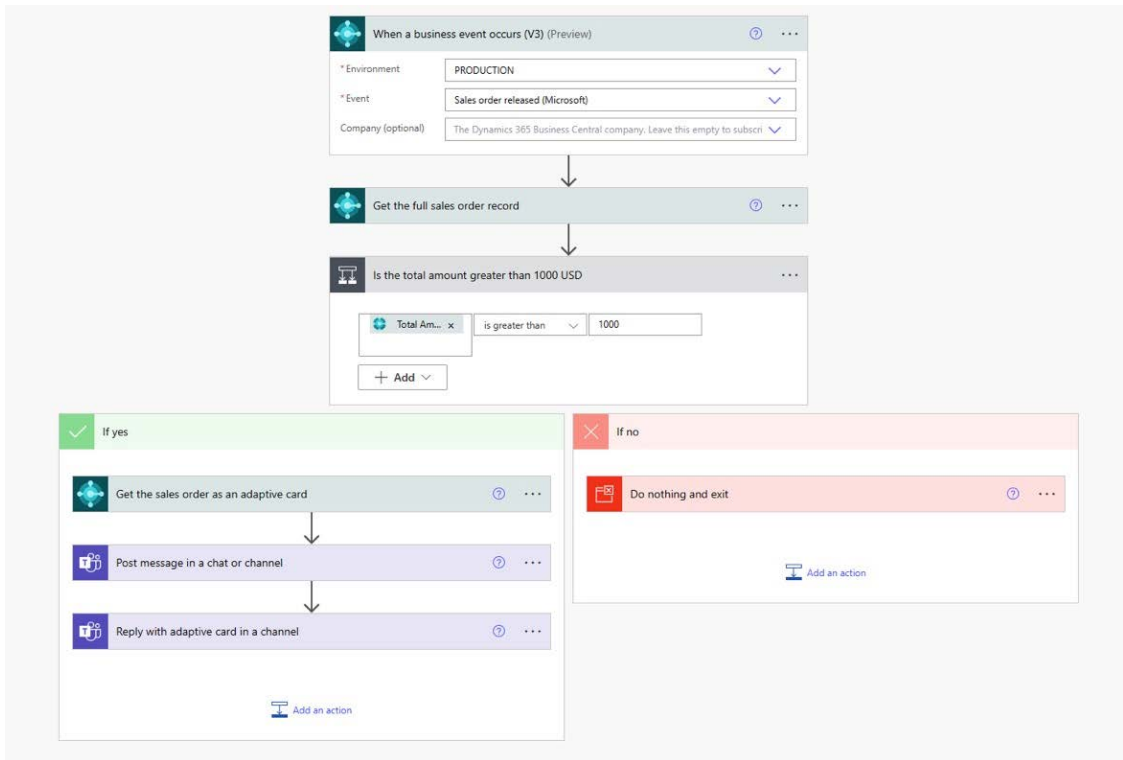 When a business event occurs (V3) (Preview)
*Environment
PRODUCTION
*Event
Sales order released (Microsoft)
Company (optional)
The Dynamics 365 Business Central company. Leave this empty to subscri
Get the full sales order record
Is the total amount greater than 1000 USD
Total Am... x
is greater than
1000
+ Add
If yes
Get the sales order as an adaptive card
Post message in a chat or channel
Reply with adaptive card in a channel
Add an action
If no
Do nothing and exit
Add an action